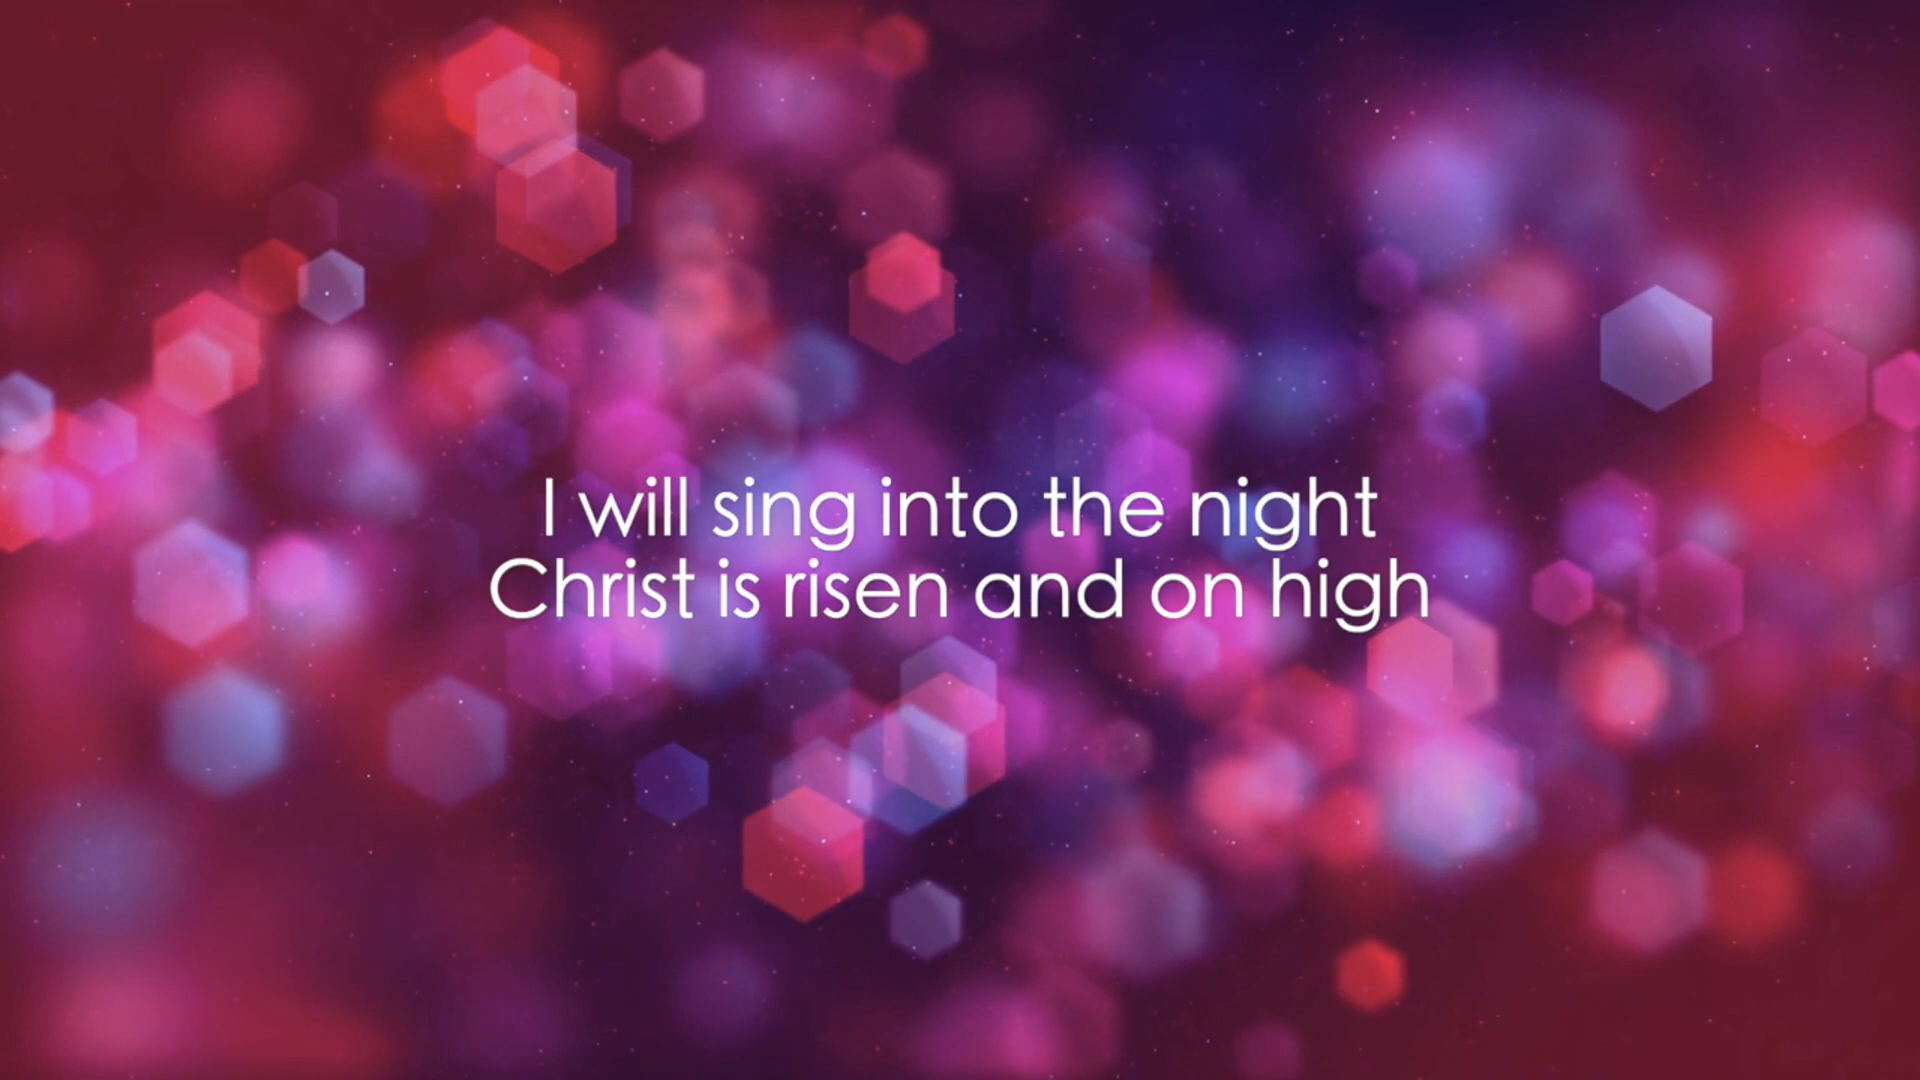 I will sing into the night
Christ is risen and on high